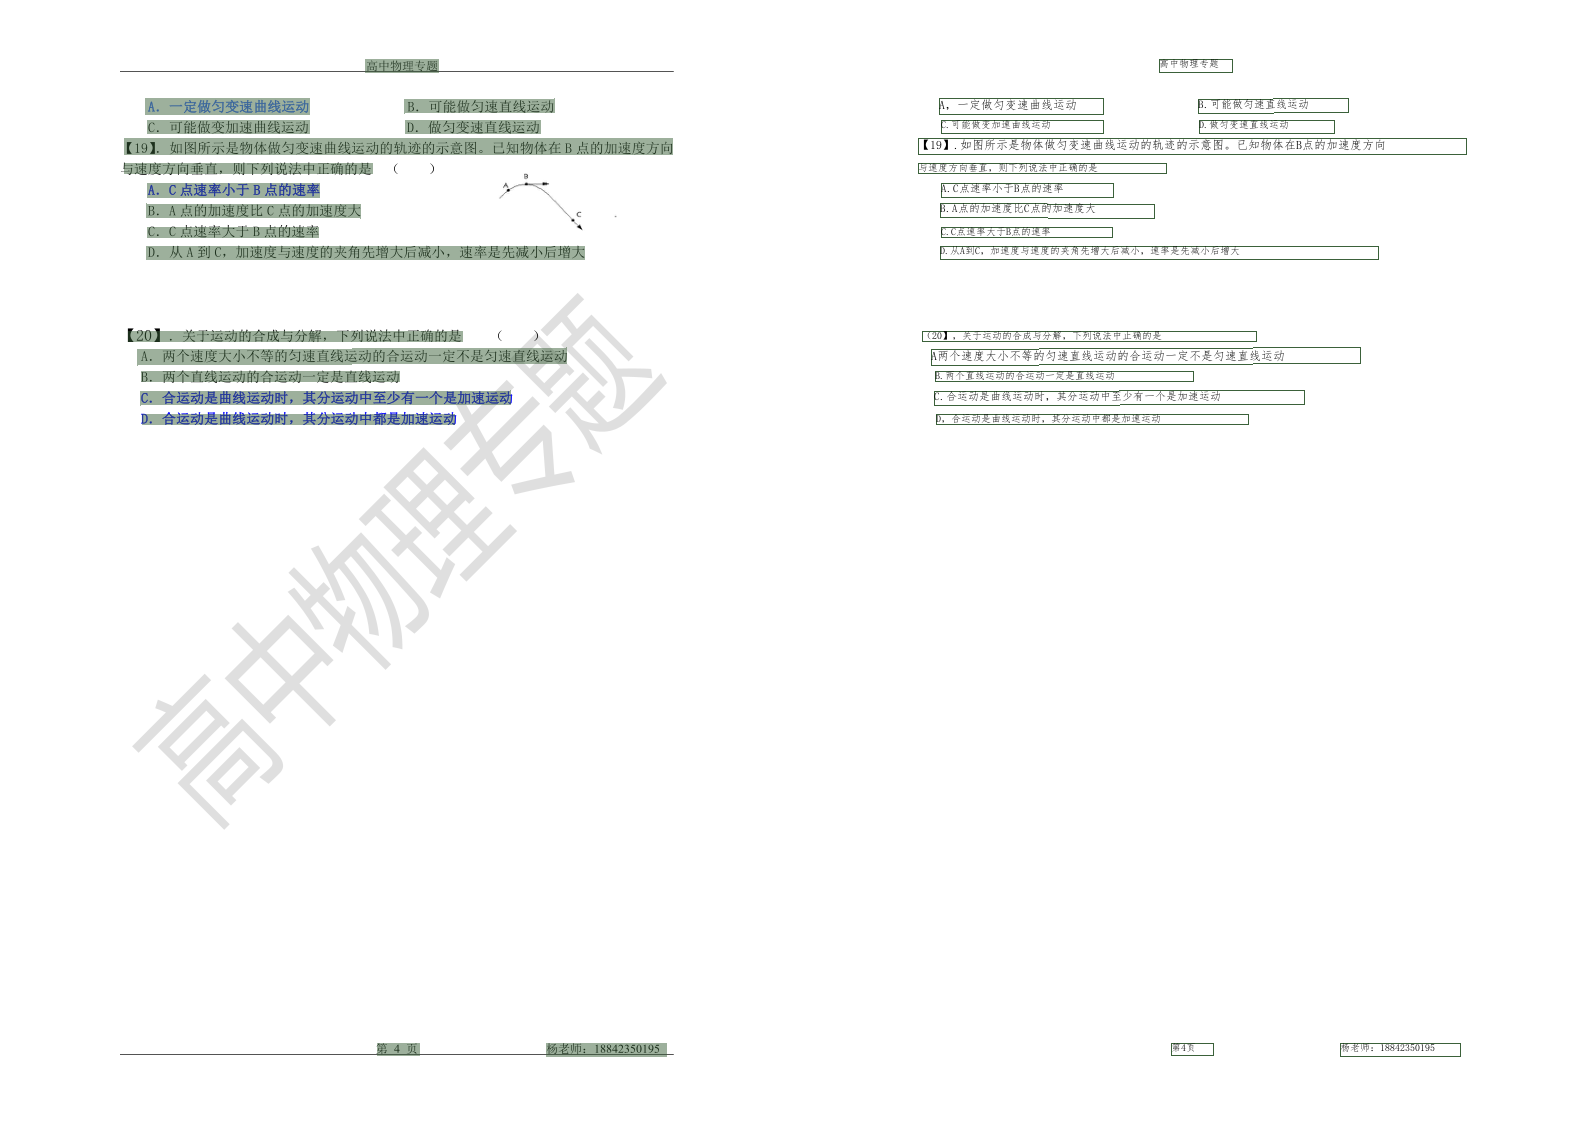 高中物理专题
A. 一定做匀变速曲线运动 B. 可能做匀速直线运动
C. 可能做变加速曲线运动 D. 做匀变速直线运动
【19】. 如图所示是物体做匀变速曲线运动的轨迹的示意图。已知物体在 B 点的加速度方向
与速度方向垂直，则下列说法中正确的是 （ ）
A. C 点速率小于 B 点的速率
B. A 点的加速度比 C 点的加速度大
C. C 点速率大于 B 点的速率
D. 从 A 到 C，加速度与速度的夹角先增大后减小，速率是先减小后增大
A B C
【20】. 关于运动的合成与分解，下列说法中正确的是 （ ）
A. 两个速度大小不等的匀速直线运动的合运动一定不是匀速直线运动
B. 两个直线运动的合运动一定是直线运动
C. 合运动是曲线运动时，其分运动中至少有一个是加速运动
D. 合运动是曲线运动时，其分运动中都是加速运动
高中物理专题
第 4 页 杨老师：18842350195
高中物理专题
A，一定做匀变速曲线运动 B.可能做匀速直线运动
C.可能做变加速曲线运动 D.做匀变速直线运动
【19】.如图所示是物体做匀变速曲线运动的轨迹的示意图。已知物体在B点的加速度方向
与速度方向垂直，则下列说法中正确的是
A.C点速率小于B点的速率
B.A点的加速度比C点的加速度大
C.C点速率大于B点的速率
D.从A到C，加速度与速度的夹角先增大后减小，速率是先减小后增大
（20】，关于运动的合成与分解，下列说法中正确的是
A两个速度大小不等的匀速直线运动的合运动一定不是匀速直线运动
B.两个直线运动的合运动一定是直线运动
C.合运动是曲线运动时，其分运动中至少有一个是加速运动
D，合运动是曲线运动时，其分运动中都是加速运动
第4页 杨老师：18842350195